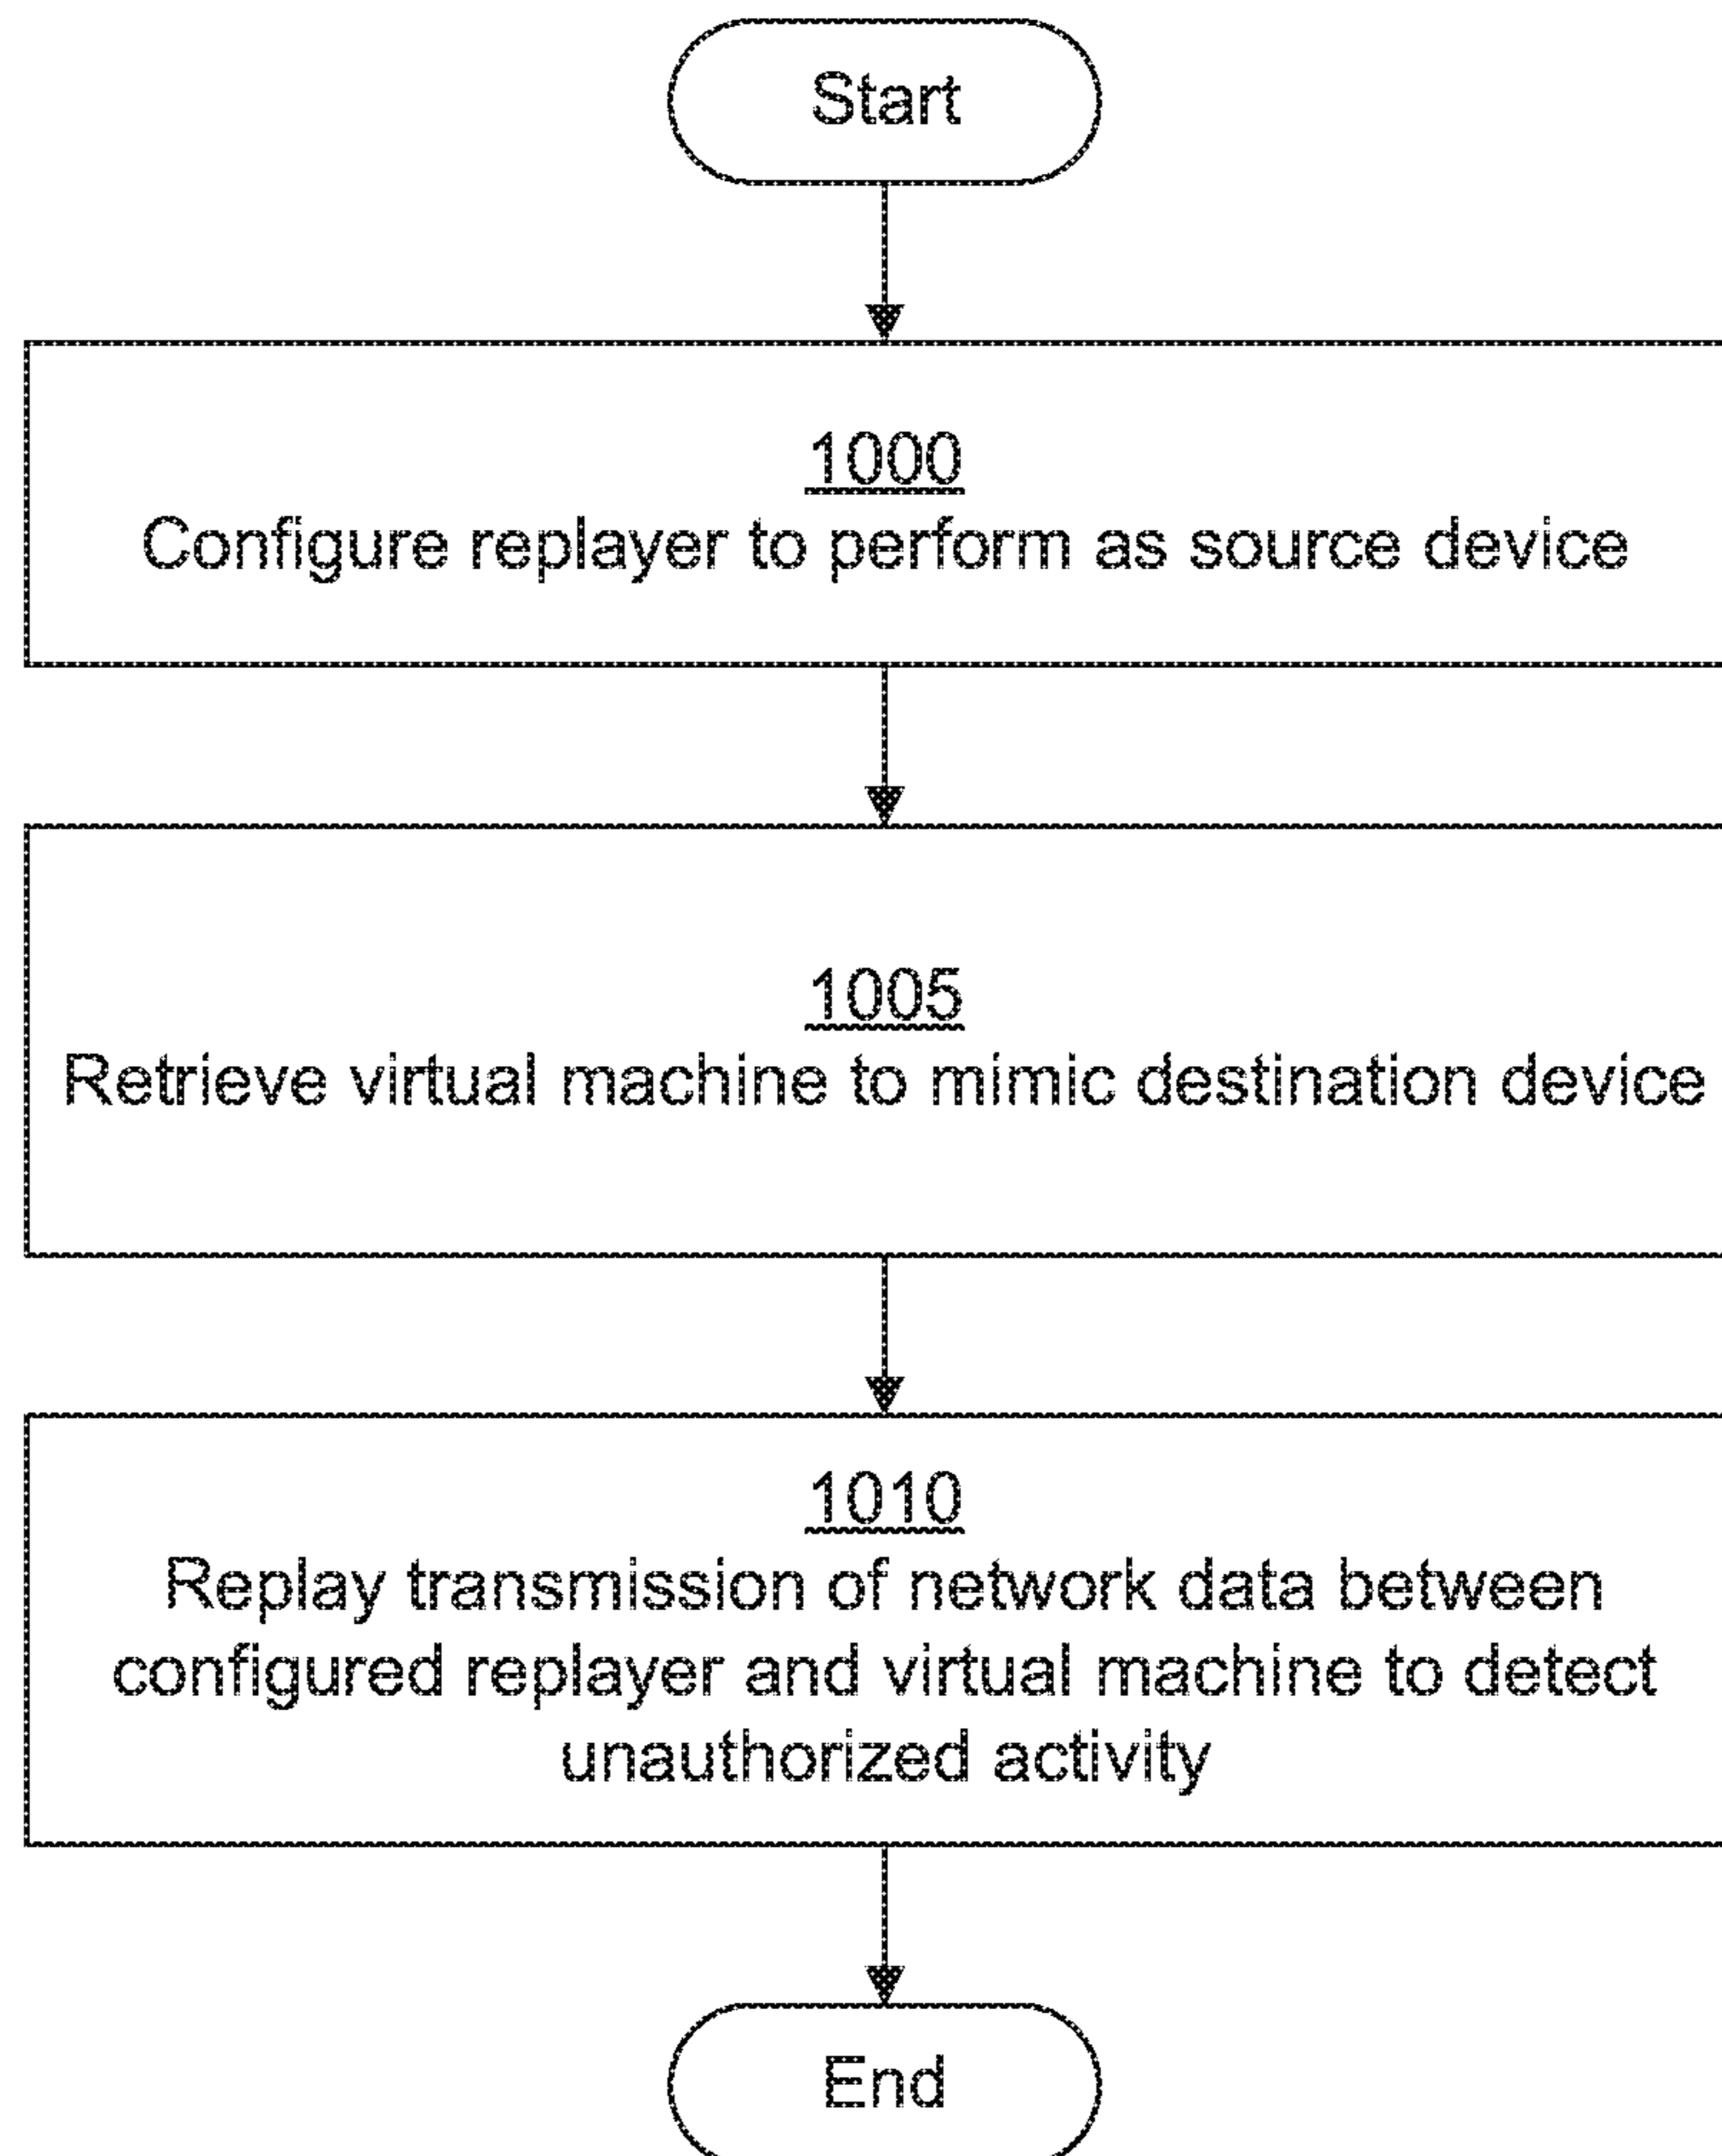 Start
1000
Configure replayer to perform as source device
1005
Retrieve virtual machine to mimic destination device
1010
Replay transmission of network data between
configured replayer and virtual machine to detect
unauthorized activity
End